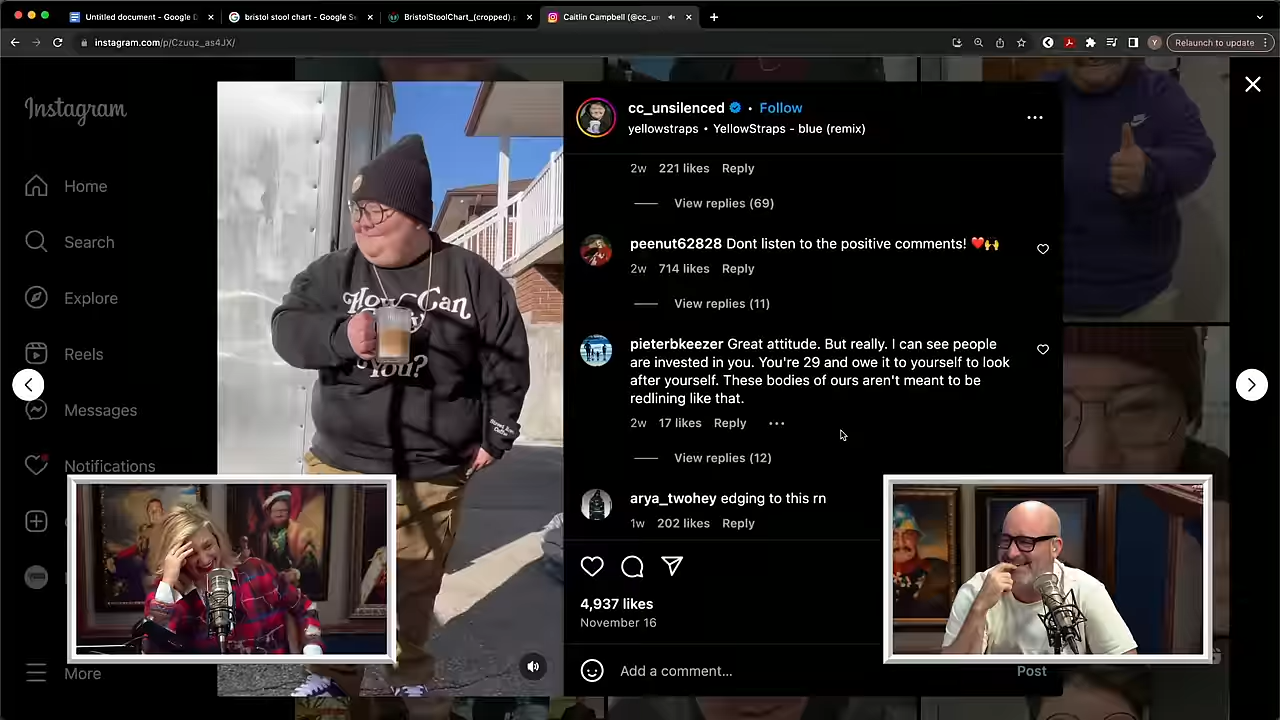 Untitled document - Google D
bristol stool chart - Google Se
BristolStoolChart_(cropped).p
Caitlin Campbell (@cc_un
instagram.com/p/Czuqz_as4JX/
Y
Relaunch to update
Instagram
Home
Search
Explore
Reels
Messages
Notifications
More
How Can
You?
cc_unsilenced • Follow
yellowstraps • YellowStraps - blue (remix)
2w 221 likes Reply
View replies (69)
peenut62828 Dont listen to the positive comments! ❤️🙌
2w 714 likes Reply
View replies (11)
pieterbkeezer Great attitude. But really. I can see people
are invested in you. You're 29 and owe it to yourself to look
after yourself. These bodies of ours aren't meant to be
redlining like that.
2w 17 likes Reply
View replies (12)
arya_twohey edging to this rn
1w 202 likes Reply
4,937 likes
November 16
Add a comment...
Post